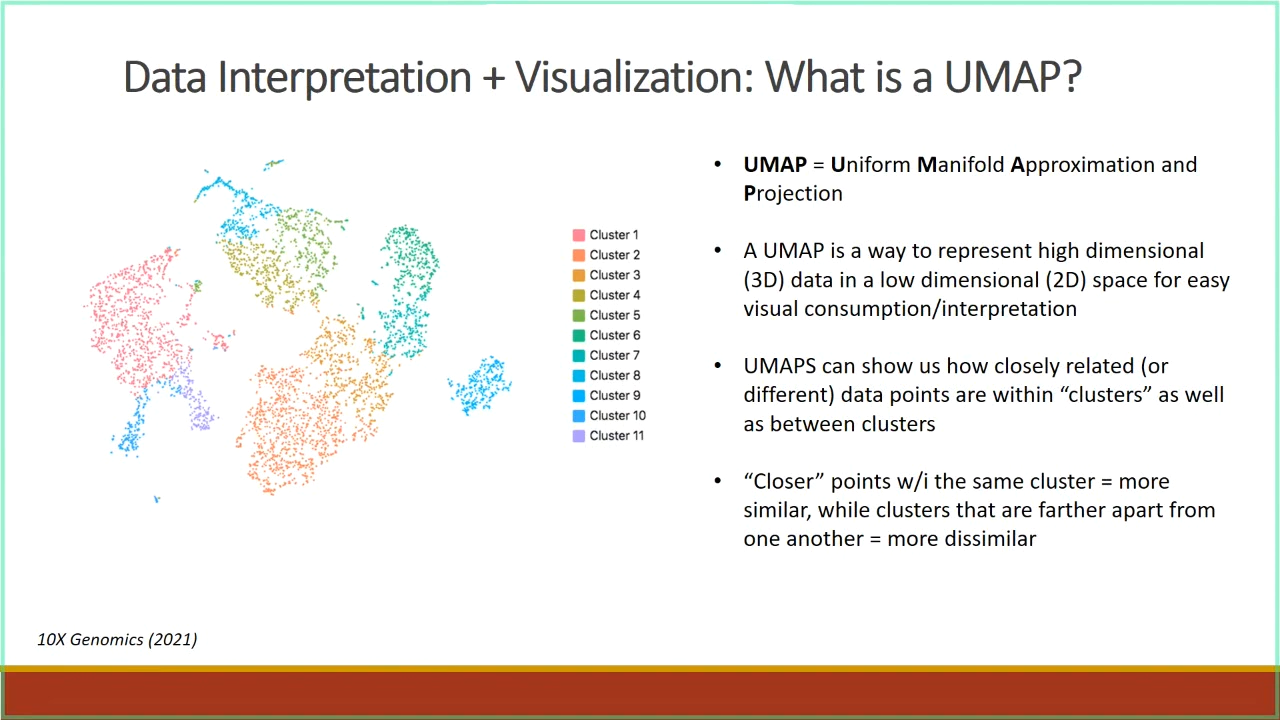 Data Interpretation + Visualization: What is a UMAP?
Cluster 1
Cluster 2
Cluster 3
Cluster 4
Cluster 5
Cluster 6
Cluster 7
Cluster 8
Cluster 9
Cluster 10
Cluster 11
• UMAP = Uniform Manifold Approximation and
Projection
• A UMAP is a way to represent high dimensional
(3D) data in a low dimensional (2D) space for easy
visual consumption/interpretation
• UMAPS can show us how closely related (or
different) data points are within “clusters” as well
as between clusters
• “Closer” points w/i the same cluster = more
similar, while clusters that are farther apart from
one another = more dissimilar
10X Genomics (2021)